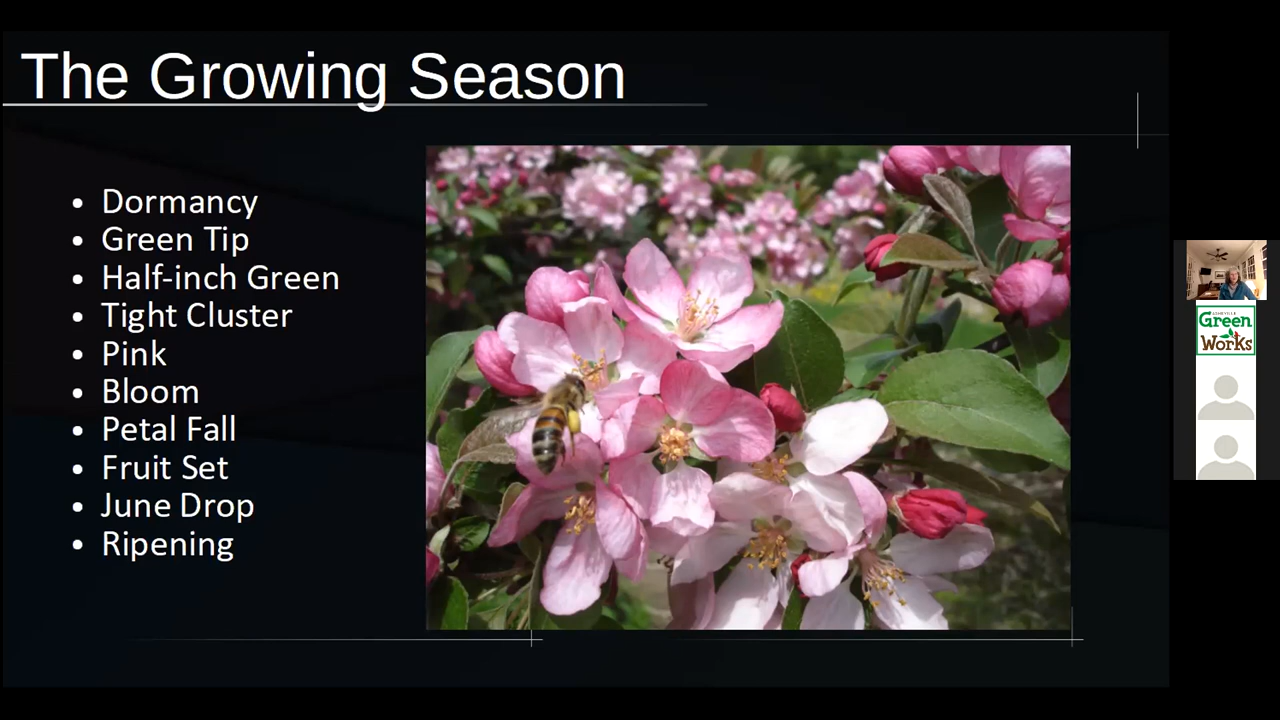 The Growing Season
• Dormancy
• Green Tip
• Half-inch Green
• Tight Cluster
• Pink
• Bloom
• Petal Fall
• Fruit Set
• June Drop
• Ripening
ASHEVILLE
Green
Works